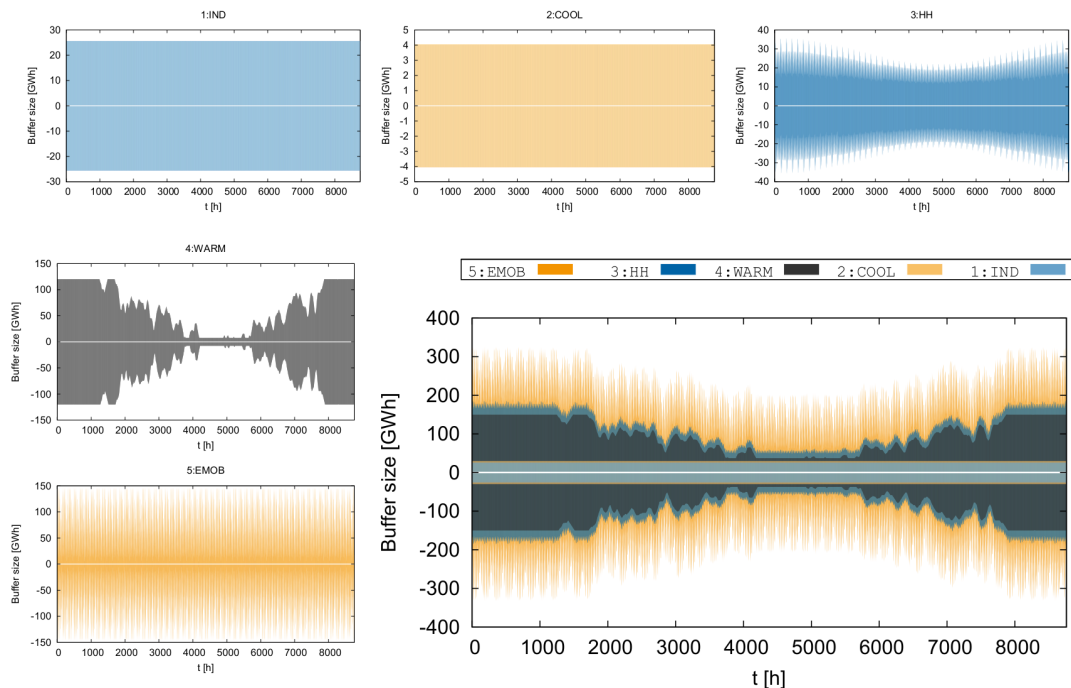 1:IND
Buffer size [GWh]
30
20
10
0
-10
-20
-30
0 1000 2000 3000 4000 5000 6000 7000 8000
t [h]
2:COOL
Buffer size [GWh]
5
4
3
2
1
0
-1
-2
-3
-4
-5
0 1000 2000 3000 4000 5000 6000 7000 8000
t [h]
3:HH
Buffer size [GWh]
40
30
20
10
0
-10
-20
-30
-40
0 1000 2000 3000 4000 5000 6000 7000 8000
t [h]
4:WARM
Buffer size [GWh]
150
100
50
0
-50
-100
-150
0 1000 2000 3000 4000 5000 6000 7000 8000
t [h]
5:EMOB
Buffer size [GWh]
150
100
50
0
-50
-100
-150
0 1000 2000 3000 4000 5000 6000 7000 8000
t [h]
5:EMOB 3:HH 4:WARM 2:COOL 1:IND
Buffer size [GWh]
400
300
200
100
0
-100
-200
-300
-400
0 1000 2000 3000 4000 5000 6000 7000 8000
t [h]